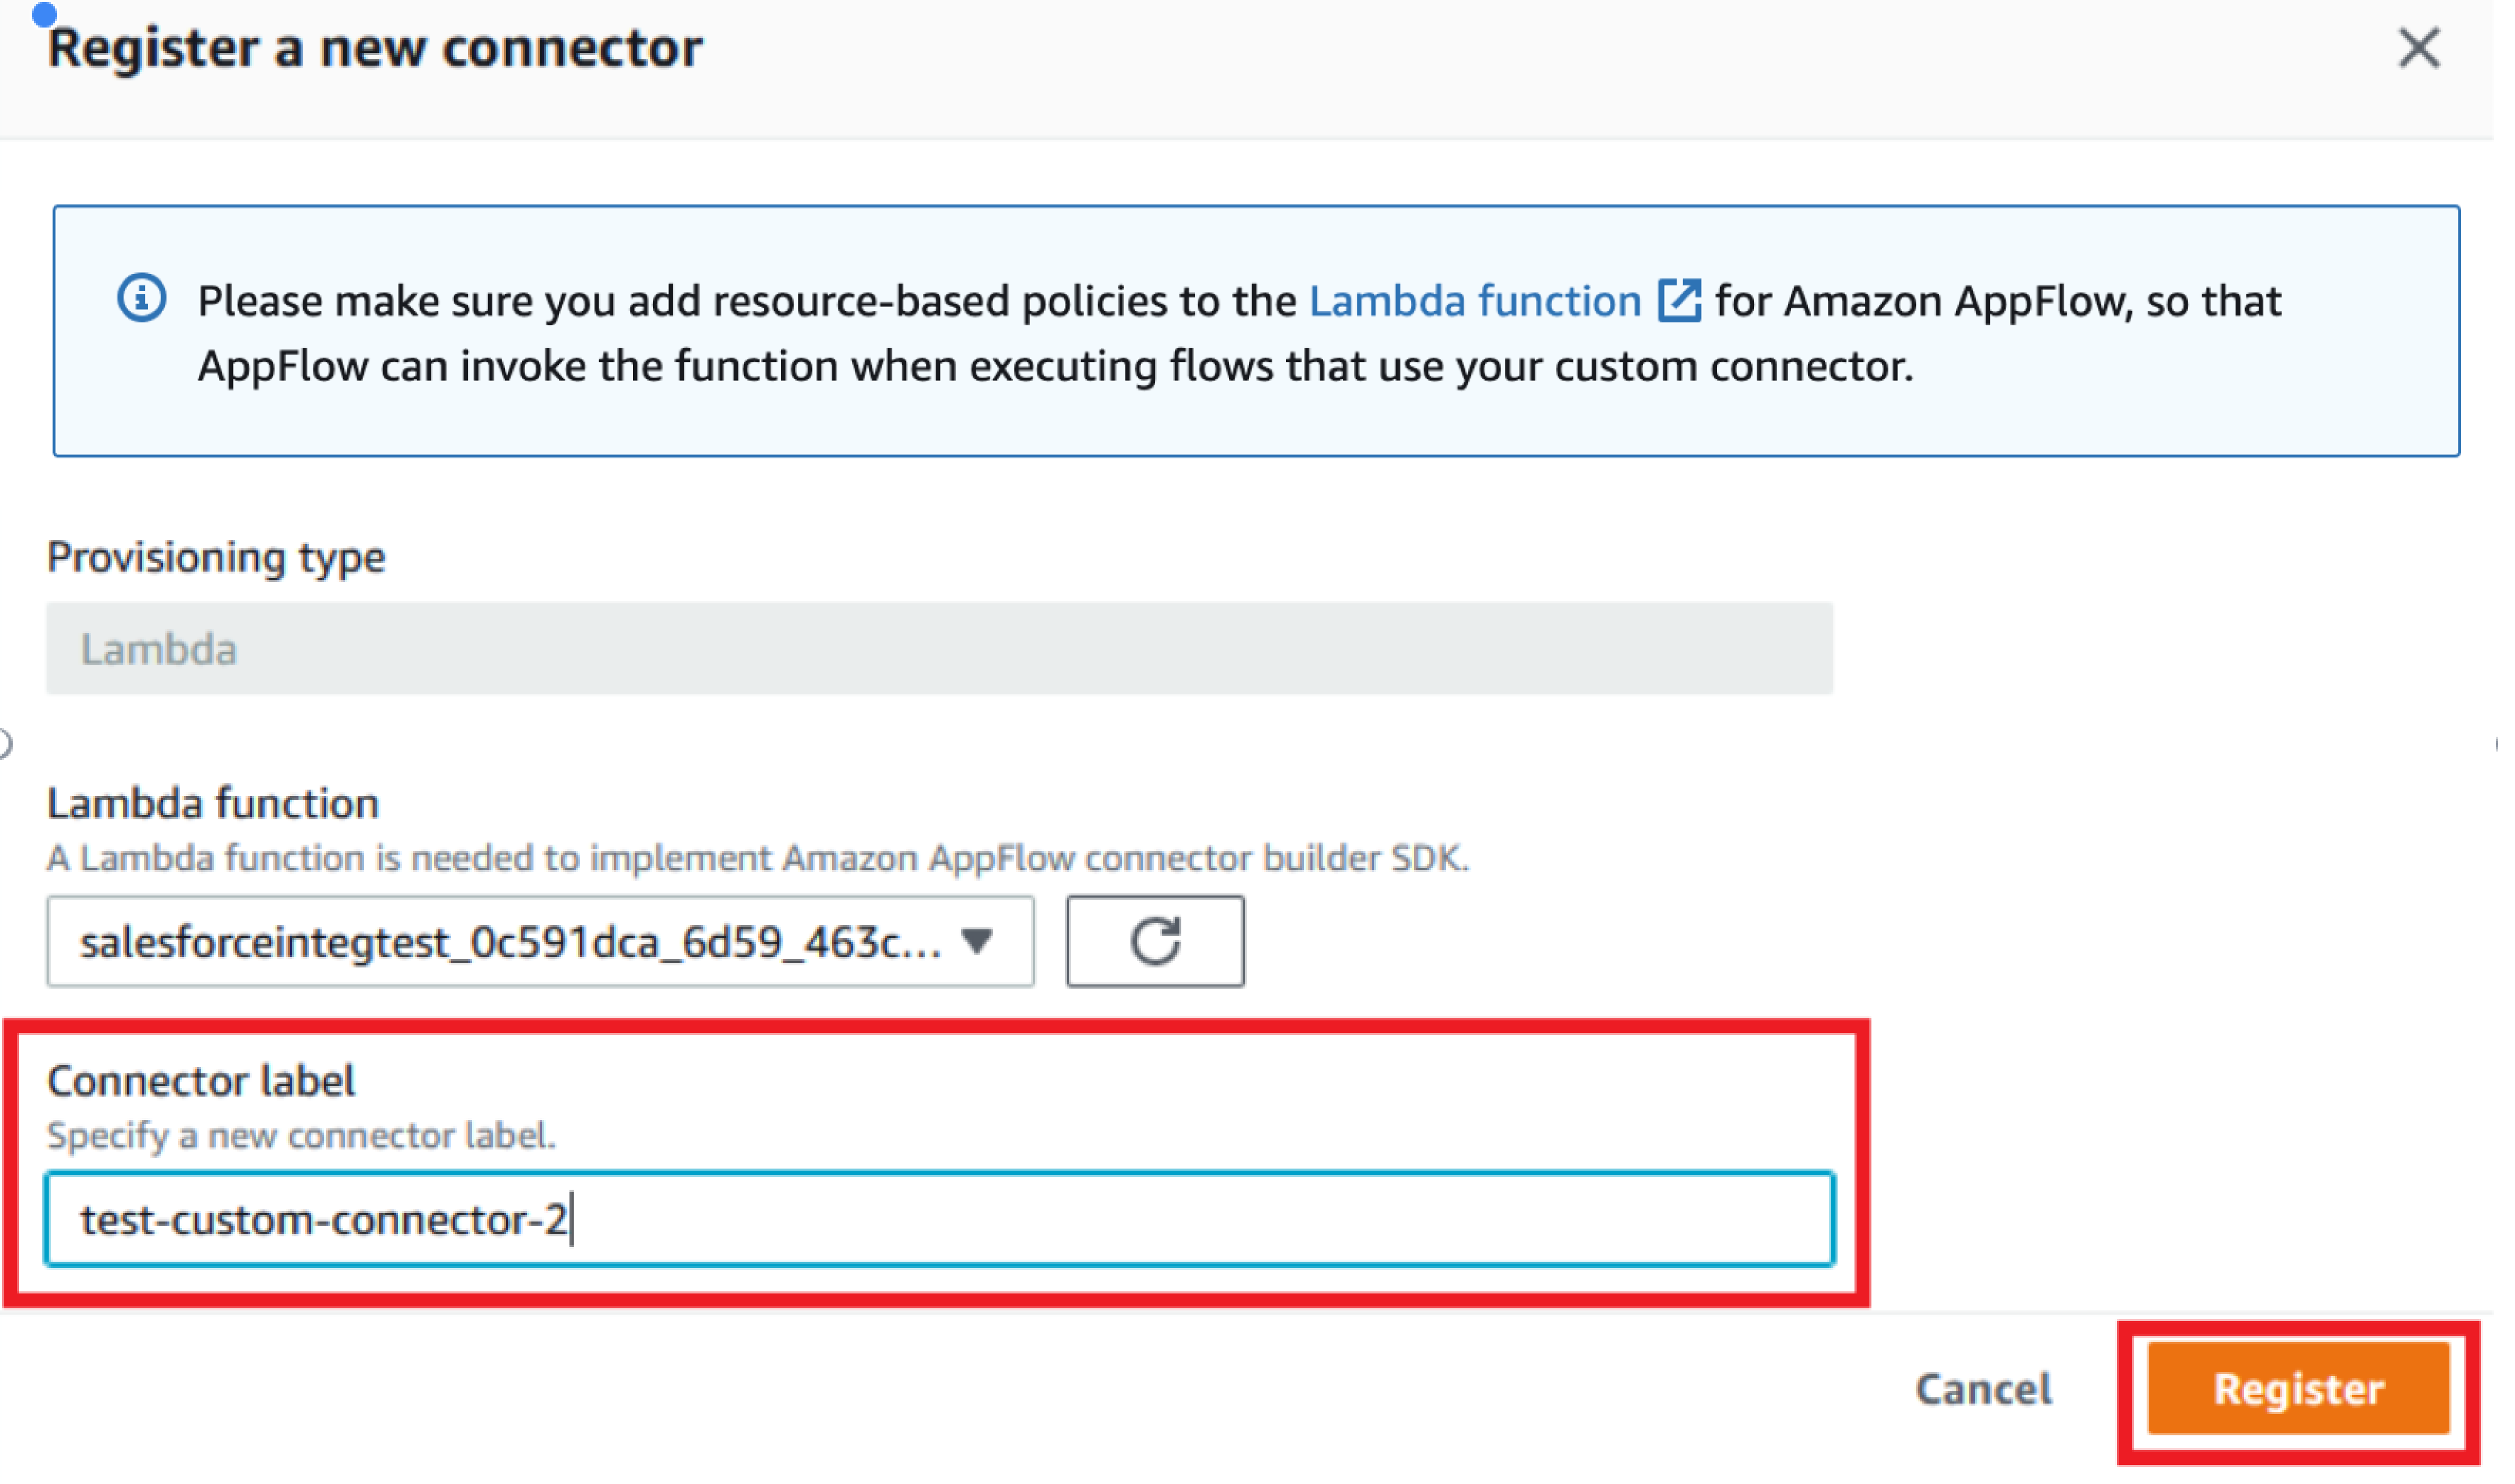 Register a new connector
Please make sure you add resource-based policies to the Lambda function for Amazon AppFlow, so that
AppFlow can invoke the function when executing flows that use your custom connector.
Provisioning type
Lambda
Lambda function
A Lambda function is needed to implement Amazon AppFlow connector builder SDK.
salesforceintegtest_0c591dca_6d59_463c...
Connector label
Specify a new connector label.
test-custom-connector-2
Cancel
Register